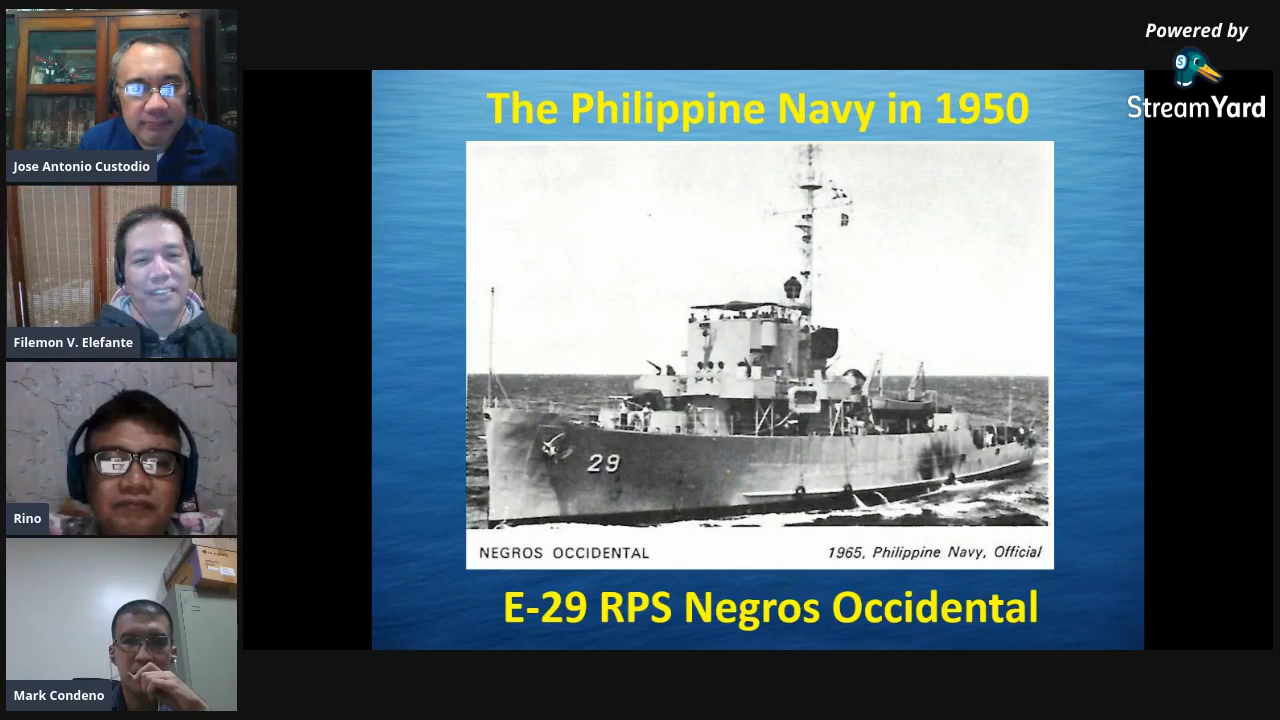 Powered by
StreamYard
Jose Antonio Custodio
Filemon V. Elefante
Rino
Mark Condeno
The Philippine Navy in 1950
29
NEGROS OCCIDENTAL
1965, Philippine Navy, Official
E-29 RPS Negros Occidental